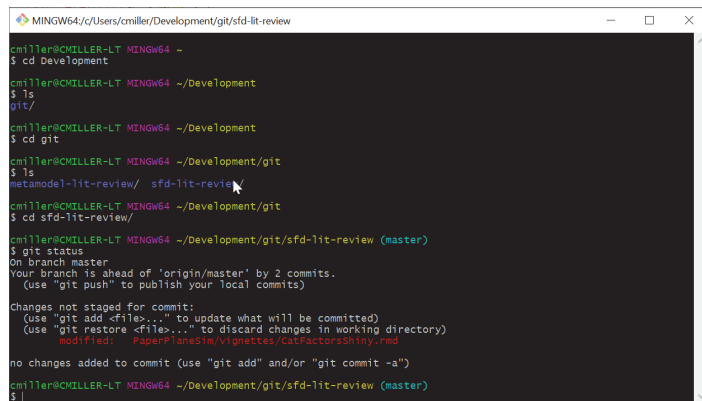 MINGW64:/c/Users/cmiller/Development/git/sfd-lit-review
cmiller@CMILLER-LT MINGW64 ~
$ cd Development
cmiller@CMILLER-LT MINGW64 ~/Development
$ ls
git/
cmiller@CMILLER-LT MINGW64 ~/Development
$ cd git
cmiller@CMILLER-LT MINGW64 ~/Development/git
$ ls
metamodel-lit-review/  sfd-lit-review/
cmiller@CMILLER-LT MINGW64 ~/Development/git
$ cd sfd-lit-review/
cmiller@CMILLER-LT MINGW64 ~/Development/git/sfd-lit-review (master)
$ git status
On branch master
Your branch is ahead of 'origin/master' by 2 commits.
  (use "git push" to publish your local commits)
Changes not staged for commit:
  (use "git add <file>..." to update what will be committed)
  (use "git restore <file>..." to discard changes in working directory)
        modified:   PaperPlaneSim/vignettes/CatFactorsShiny.rmd
no changes added to commit (use "git add" and/or "git commit -a")
cmiller@CMILLER-LT MINGW64 ~/Development/git/sfd-lit-review (master)
$